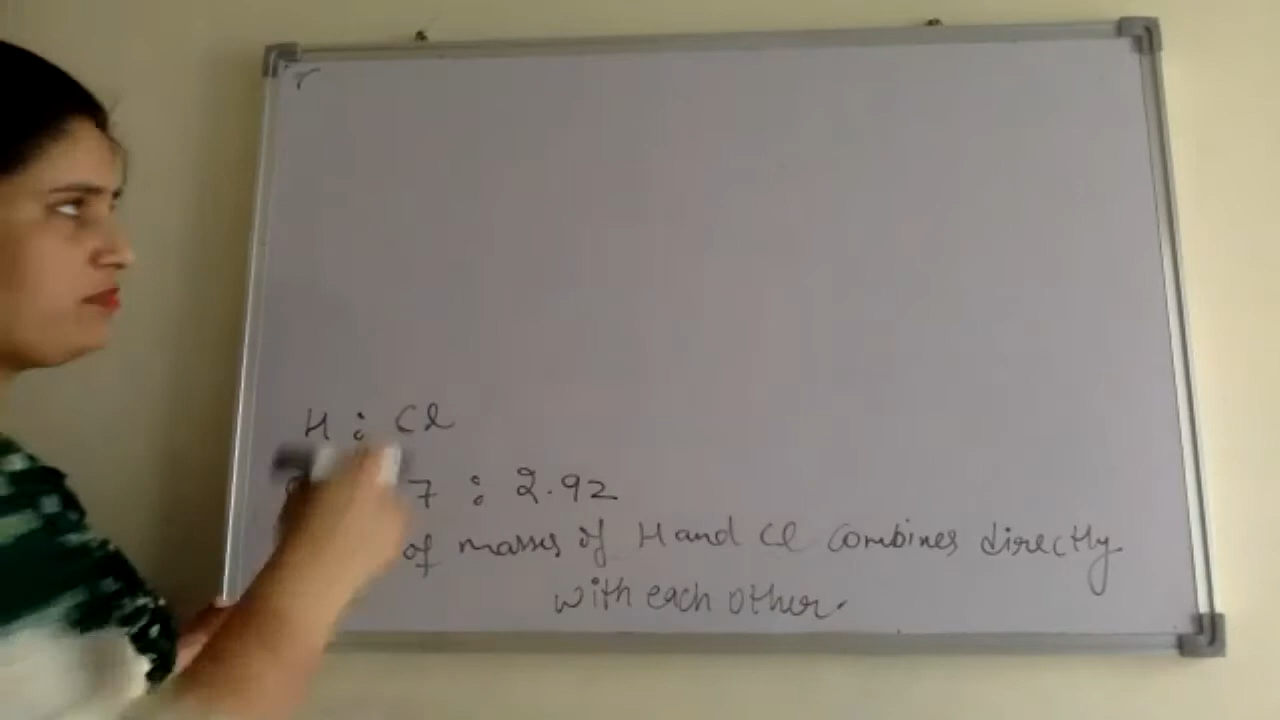 H : Cl
7 : 2.92
of masses of H and Cl combines directly
with each other.